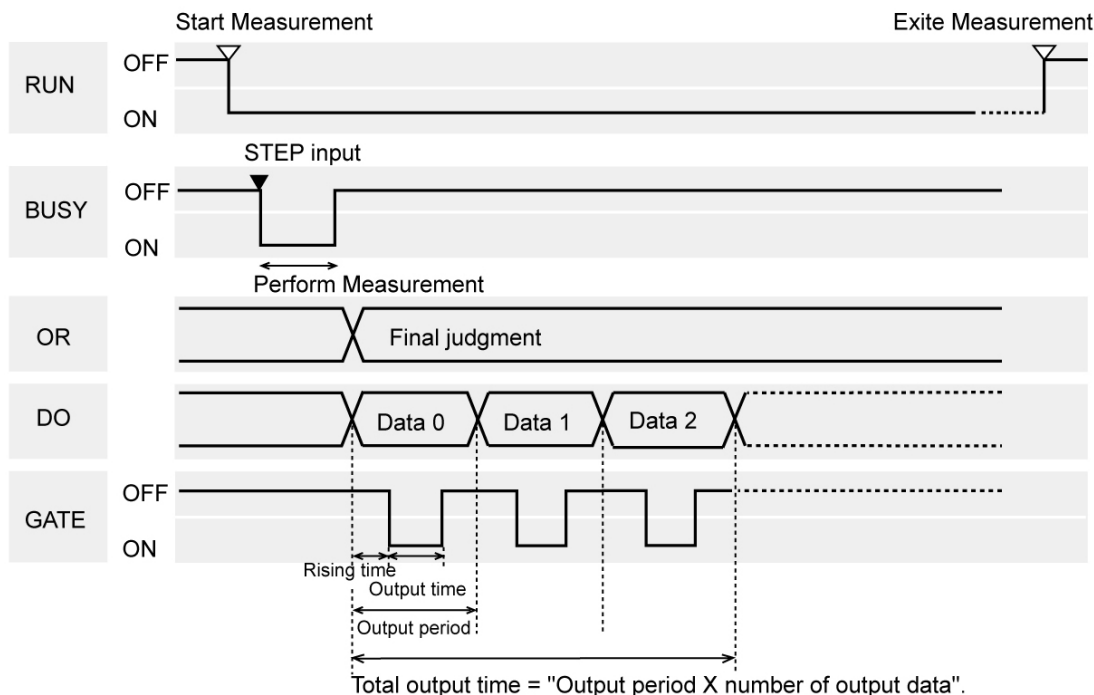 Start Measurement
Exite Measurement
RUN
OFF
ON
STEP input
BUSY
OFF
ON
Perform Measurement
OR
Final judgment
DO
Data 0
Data 1
Data 2
GATE
OFF
ON
Rising time
Output time
Output period
Total output time = "Output period X number of output data".